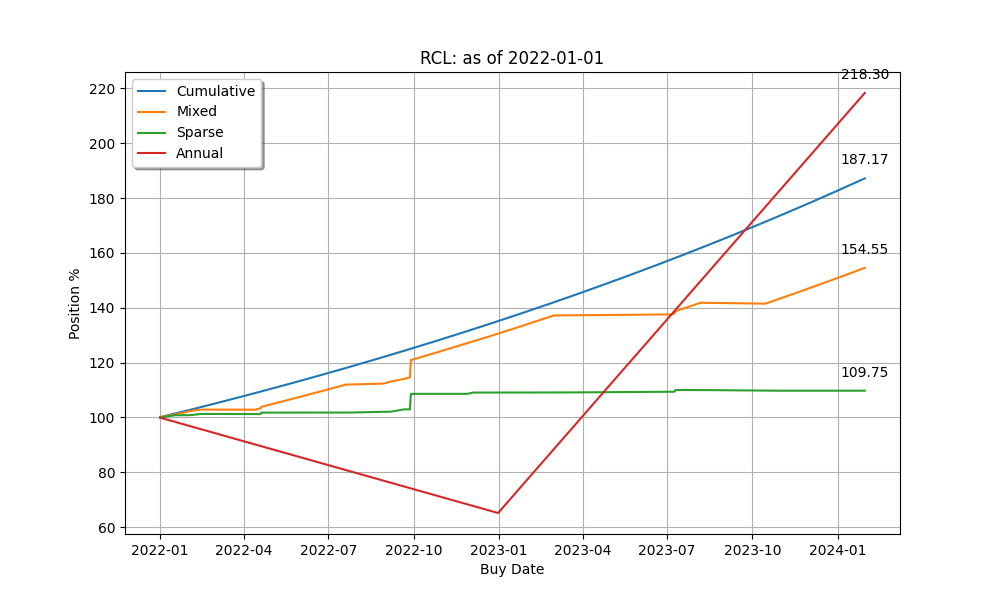 RCL: as of 2022-01-01
218.30
220
Cumulative
Mixed
Sparse
Annual
200
187.17
180
160
154.55
140
120
109.75
100
80
60
Position %
2022-01 2022-04 2022-07 2022-10 2023-01 2023-04 2023-07 2023-10 2024-01
Buy Date